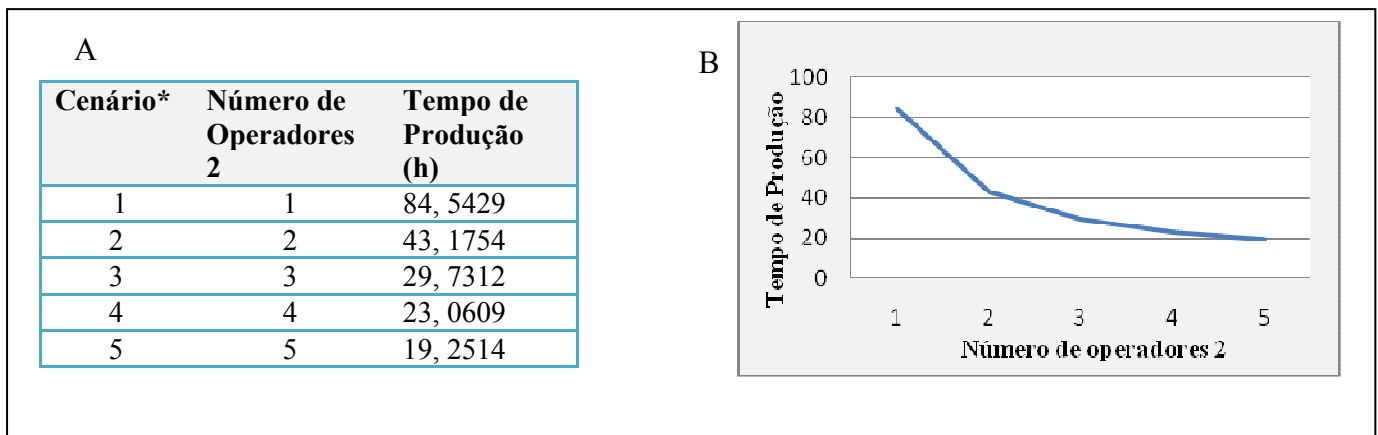 A
Cenário* Número de Tempo de
Operadores Produção
2 (h)
1 1 84, 5429
2 2 43, 1754
3 3 29, 7312
4 4 23, 0609
5 5 19, 2514
B
Tempo de Produção
100
80
60
40
20
0
1 2 3 4 5
Número de operadores 2